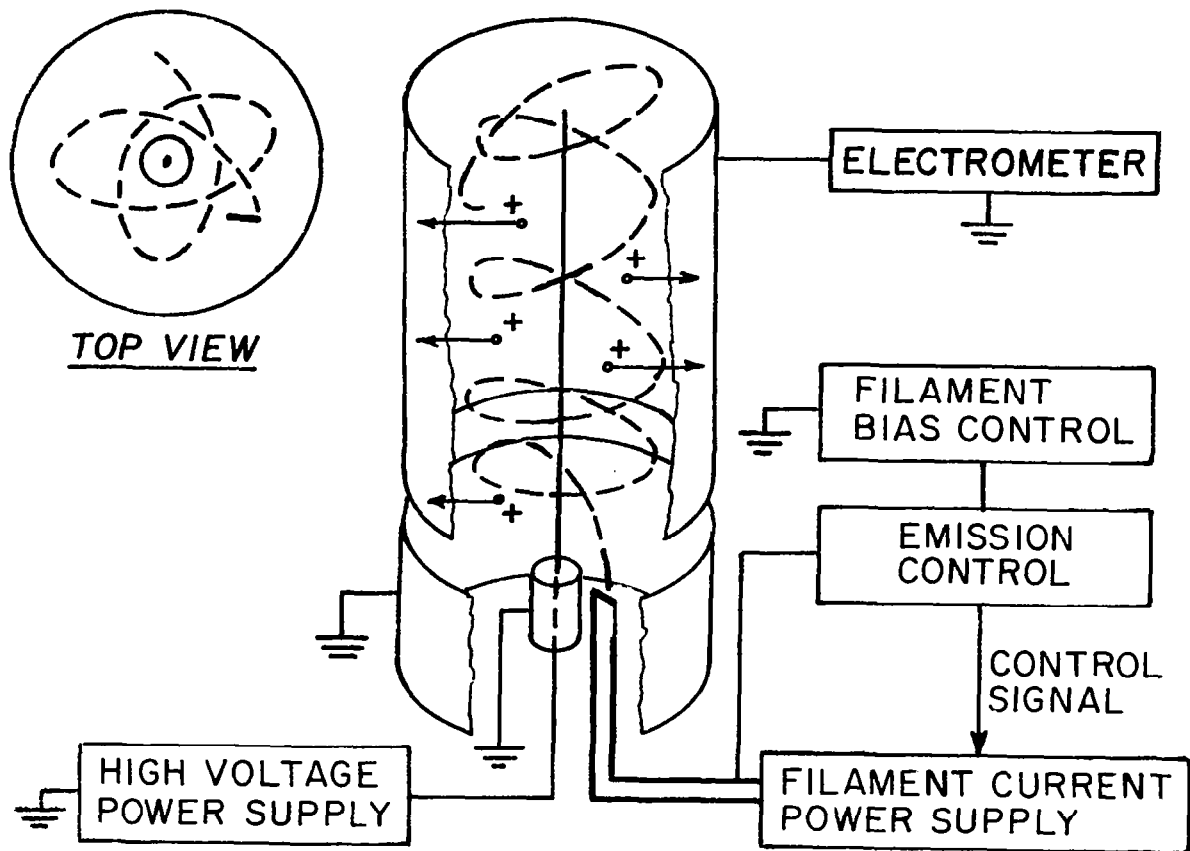 TOP VIEW
ELECTROMETER
+
+
+
+
+
FILAMENT
BIAS CONTROL
EMISSION
CONTROL
CONTROL
SIGNAL
HIGH VOLTAGE
POWER SUPPLY
FILAMENT CURRENT
POWER SUPPLY